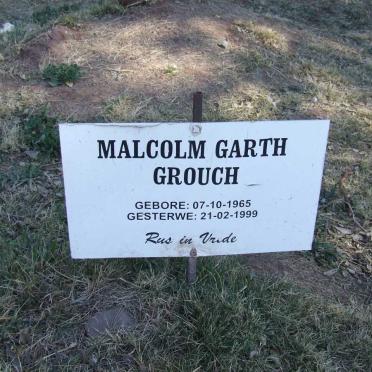 MALCOLM GARTH
GROUCH
GEBORE: 07-10-1965
GESTERWE: 21-02-1999
Rus in Vrede